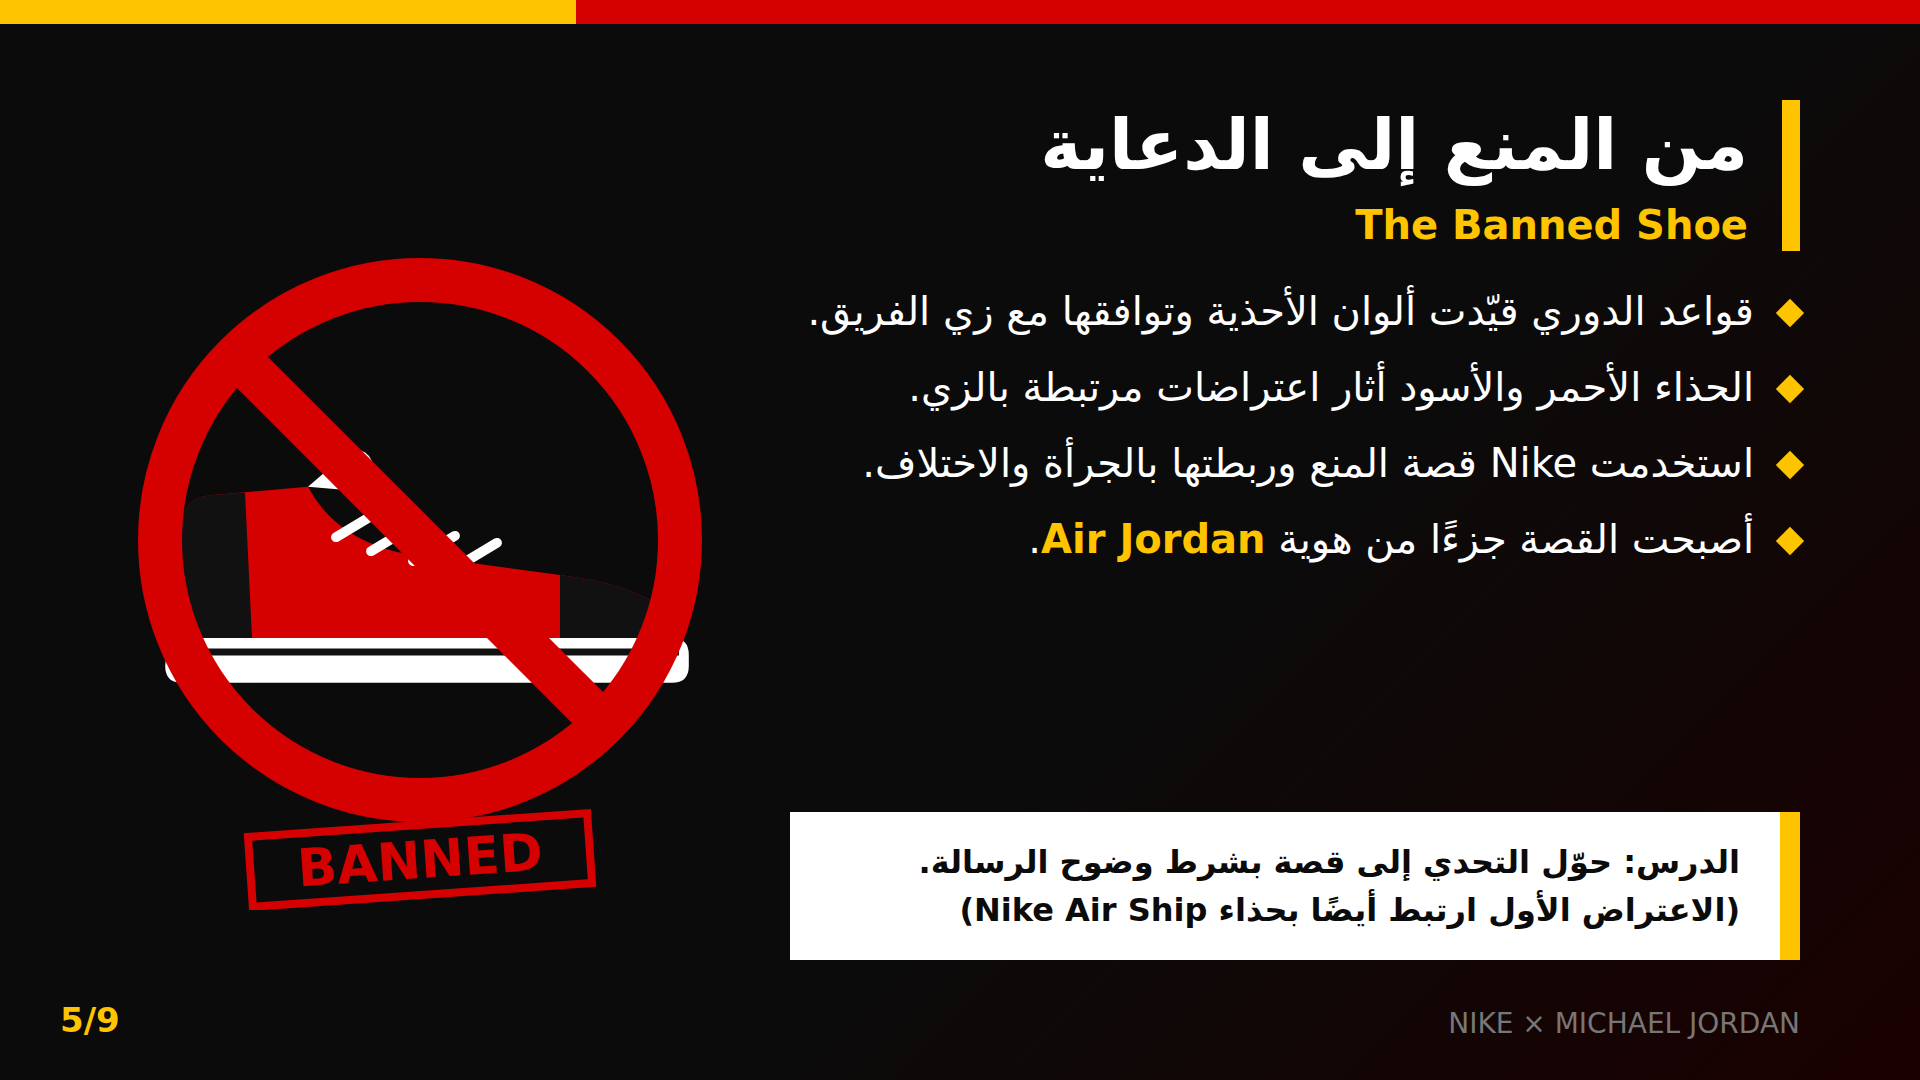 من المنع إلى الدعاية
The Banned Shoe
قواعد الدوري قيّدت ألوان الأحذية وتوافقها مع زي الفريق.
الحذاء الأحمر والأسود أثار اعتراضات مرتبطة بالزي.
استخدمت Nike قصة المنع وربطتها بالجرأة والاختلاف.
أصبحت القصة جزءًا من هوية Air Jordan.
BANNED
الدرس: حوّل التحدي إلى قصة بشرط وضوح الرسالة.
(الاعتراض الأول ارتبط أيضًا بحذاء Nike Air Ship)
5/9
NIKE × MICHAEL JORDAN